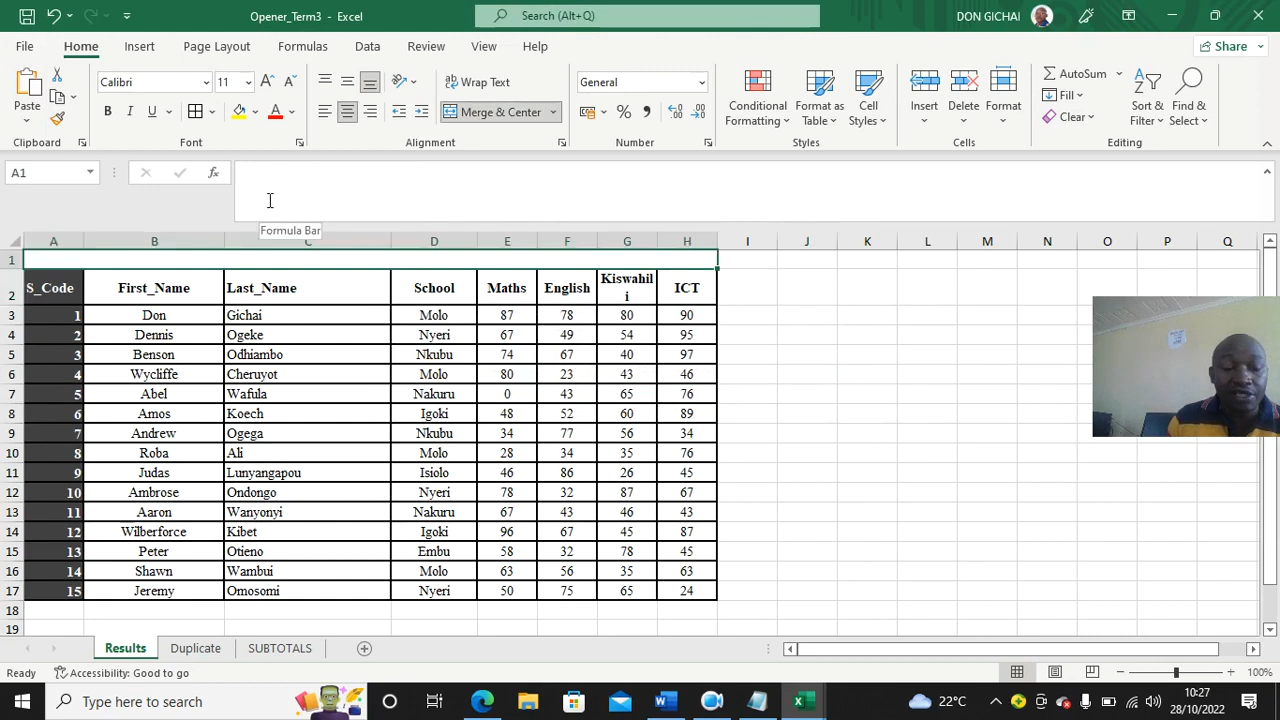 Opener_Term3 - Excel
Search (Alt+Q)
DON GICHAI
File Home Insert Page Layout Formulas Data Review View Help Share
Calibri 11 Wrap Text General AutoSum
Paste Fill
B I U A Merge & Center % Conditional Formatting Format as Table Cell Styles Insert Delete Format Clear Sort & Filter Find & Select
Clipboard Font Alignment Number Styles Cells Editing
A1 fx
Formula Bar
A B C D E F G H I J K L M N O P Q
1
2 S_Code First_Name Last_Name School Maths English Kiswahili i ICT
3 1 Don Gichai Molo 87 78 80 90
4 2 Dennis Ogeke Nyeri 67 49 54 95
5 3 Benson Odhiambo Nkubu 74 67 40 97
6 4 Wycliffe Cheruyot Molo 80 23 43 46
7 5 Abel Wafula Nakuru 0 43 65 76
8 6 Amos Koech Igoki 48 52 60 89
9 7 Andrew Ogega Nkubu 34 77 56 34
10 8 Roba Ali Molo 28 34 35 76
11 9 Judas Lunyangapou Isiolo 46 86 26 45
12 10 Ambrose Ondongo Nyeri 78 32 87 67
13 11 Aaron Wanyonyi Nakuru 67 43 46 43
14 12 Wilberforce Kibet Igoki 96 67 45 87
15 13 Peter Otieno Embu 58 32 78 45
16 14 Shawn Wambui Molo 63 56 35 63
17 15 Jeremy Omosomi Nyeri 50 75 65 24
18
19
Results Duplicate SUBTOTALS
Ready Accessibility: Good to go 100%
Type here to search 22°C 10:27
28/10/2022